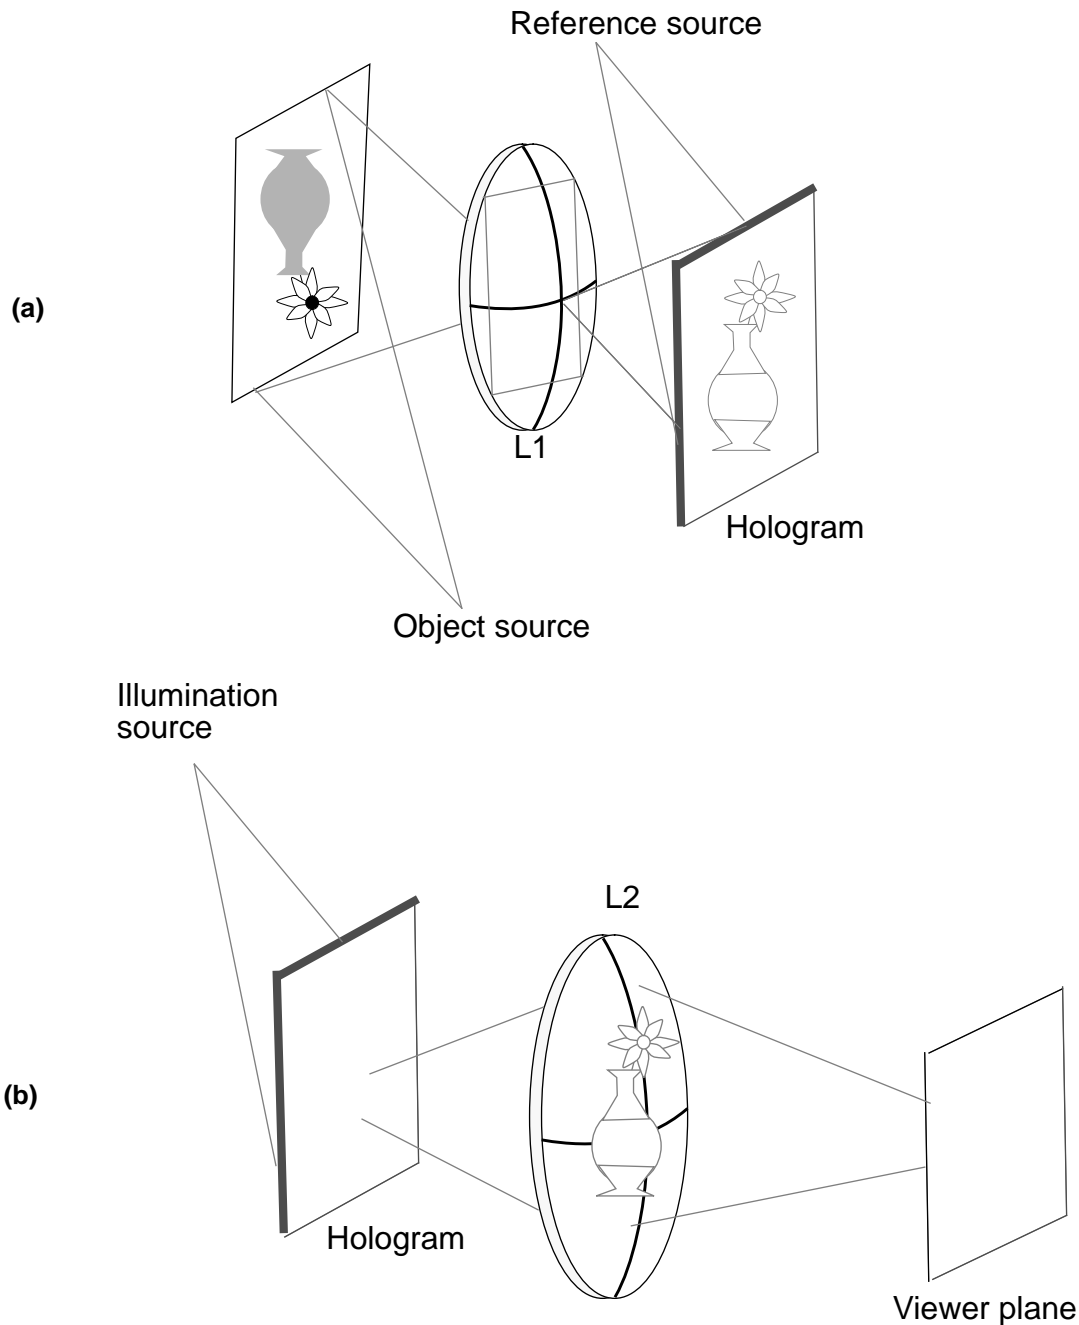 Reference source
(a)
L1
Hologram
Object source
Illumination
source
L2
(b)
Hologram
Viewer plane